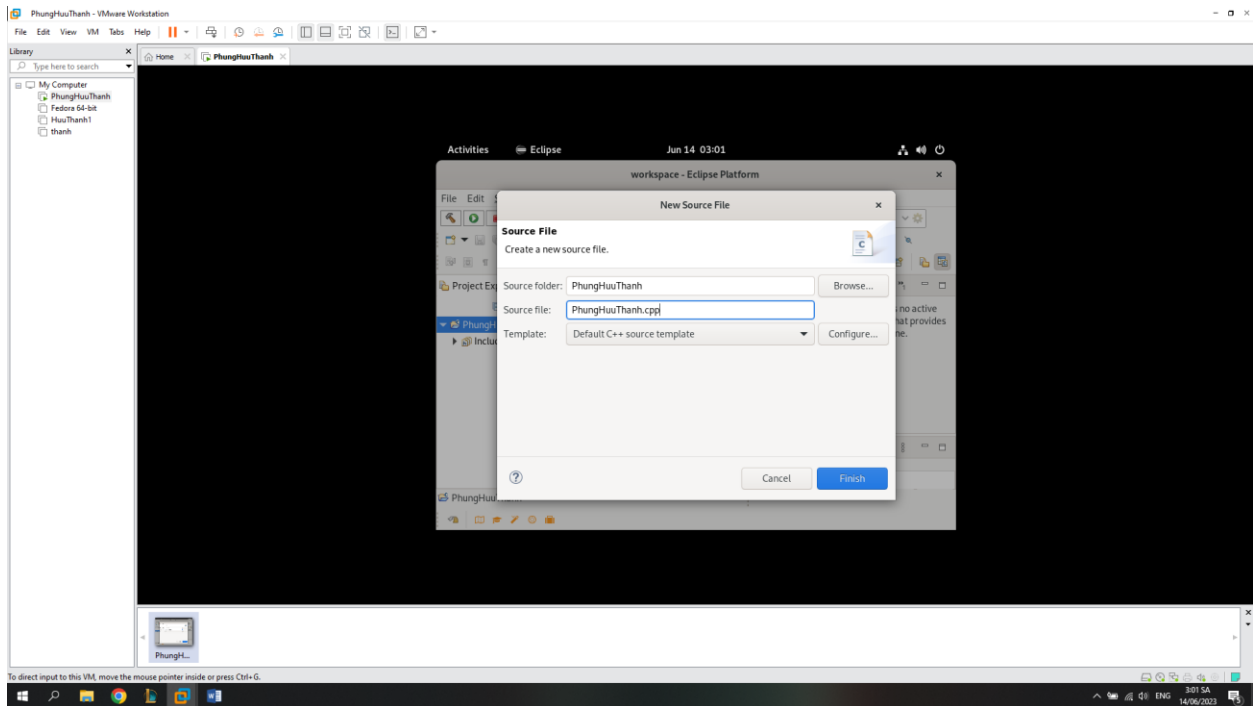 PhungHuuThanh - VMware Workstation
File Edit View VM Tabs Help
Library
Type here to search
Home
PhungHuuThanh
My Computer
PhungHuuThanh
Fedora 64-bit
HuuThanh1
thanh
Activities
Eclipse
Jun 14 03:01
workspace - Eclipse Platform
File Edit
New Source File
Source File
Create a new source file.
Project Ex
Source folder: PhungHuuThanh Browse...
Source file: PhungHuuThanh.cpp
Template: Default C++ source template Configure...
no active
hat provides
ne.
PhungH
Includ
Cancel Finish
PhungHuu
PhungH...
To direct input to this VM, move the mouse pointer inside or press Ctrl+G.
ENG
3:01 SA
14/06/2023